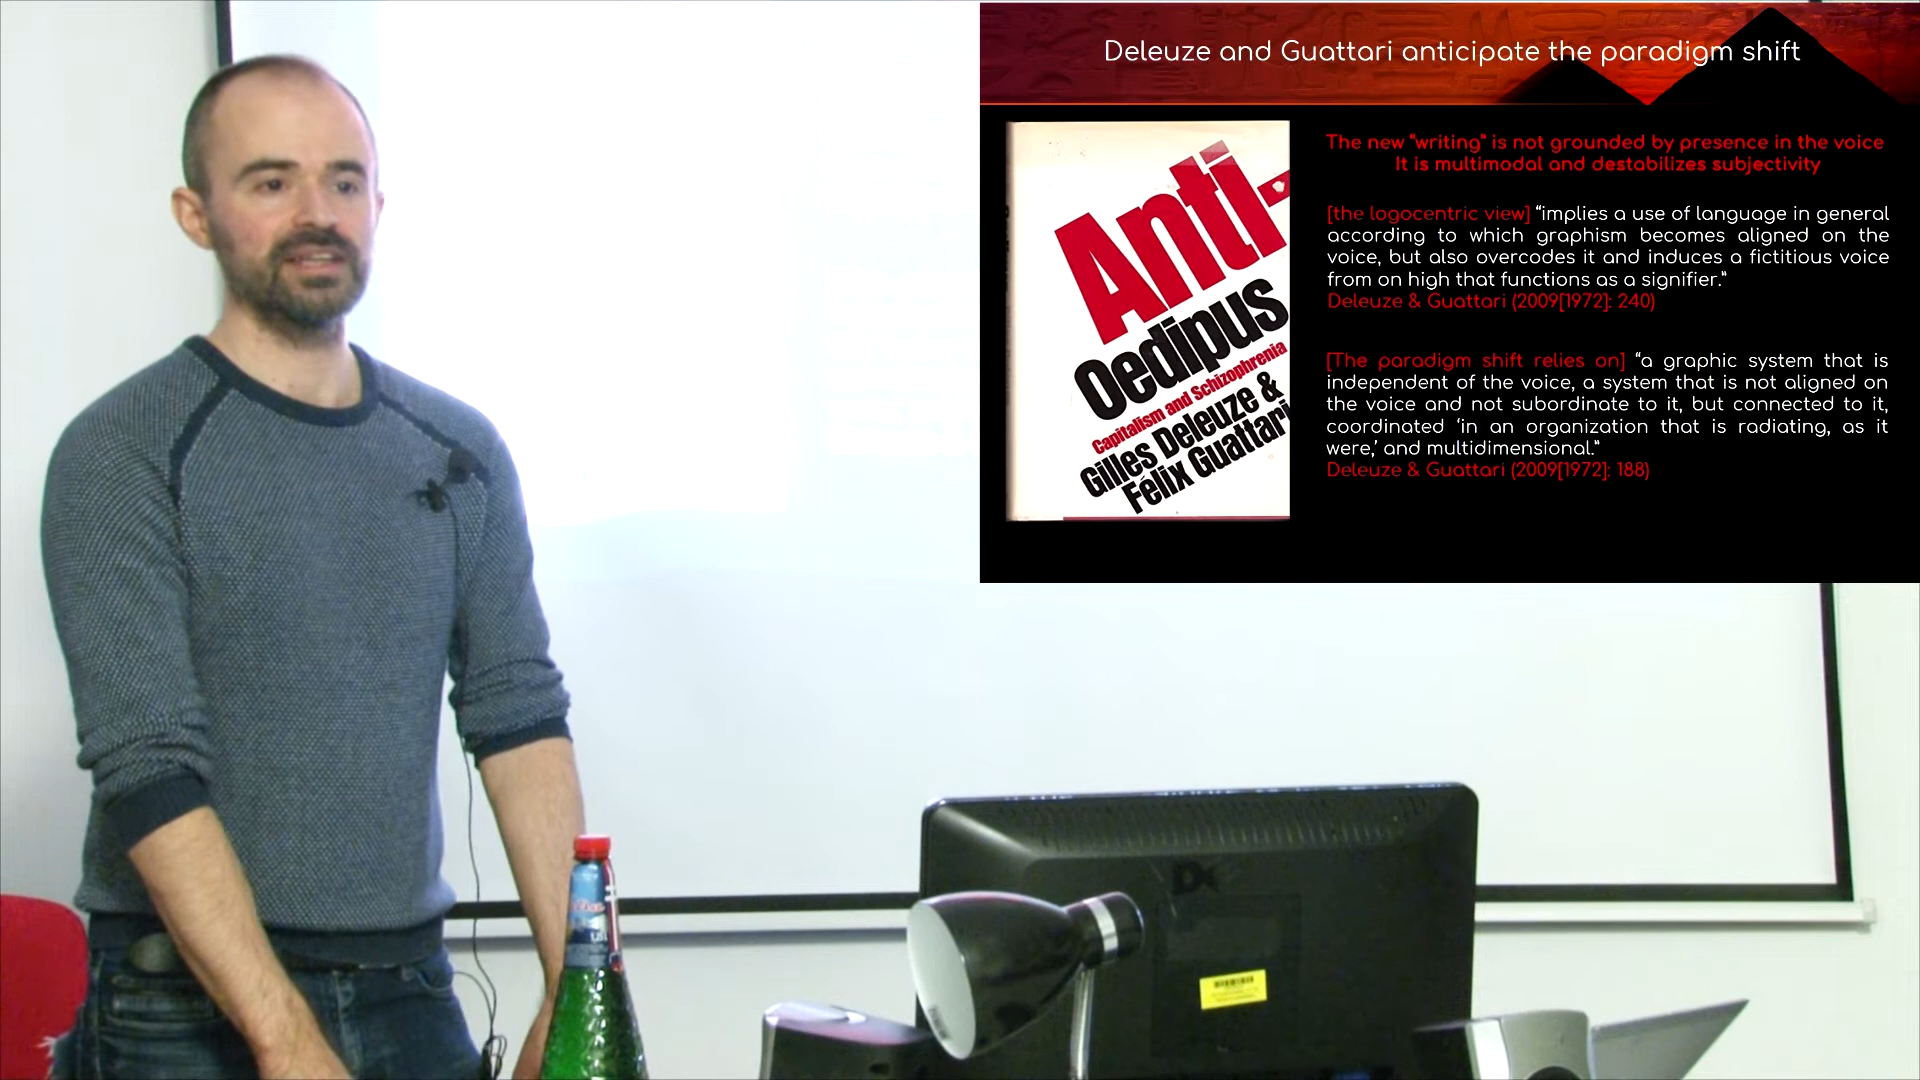 Deleuze and Guattari anticipate the paradigm shift
Anti-
Oedipus
Capitalism and Schizophrenia
Gilles Deleuze &
Félix Guattari
The new “writing” is not grounded by presence in the voice
It is multimodal and destabilizes subjectivity
[the logocentric view] “implies a use of language in general
according to which graphism becomes aligned on the
voice, but also overcodes it and induces a fictitious voice
from on high that functions as a signifier.”
Deleuze & Guattari (2009[1972]: 240)
[The paradigm shift relies on] “a graphic system that is
independent of the voice, a system that is not aligned on
the voice and not subordinate to it, but connected to it,
coordinated ‘in an organization that is radiating, as it
were,’ and multidimensional.”
Deleuze & Guattari (2009[1972]: 188)